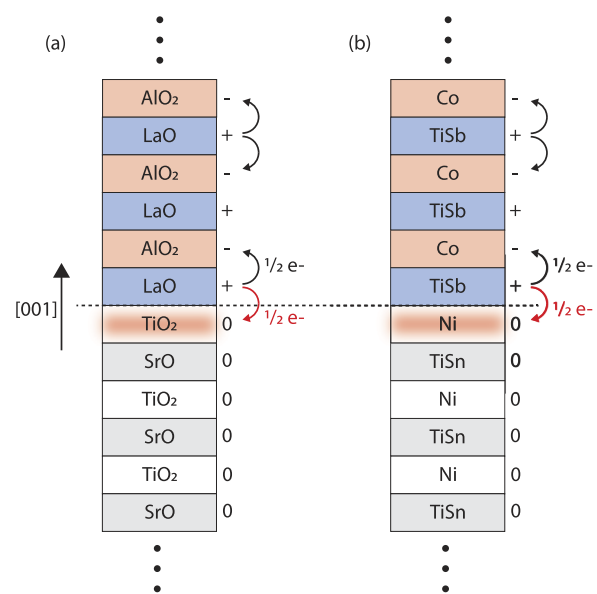 (a) (b)
AlO₂ - Co -
LaO + TiSb +
AlO₂ - Co -
LaO + TiSb +
AlO₂ - Co -
½ e- ½ e-
LaO + TiSb +
[001]
TiO₂ 0 ½ e- Ni 0 ½ e-
SrO 0 TiSn 0
TiO₂ 0 Ni 0
SrO 0 TiSn 0
TiO₂ 0 Ni 0
SrO 0 TiSn 0